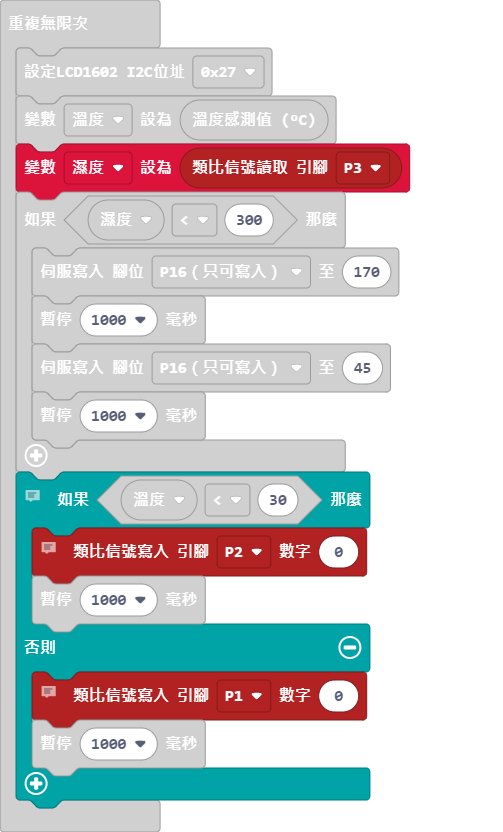 重複無限次
設定LCD1602 I2C位址 0x27
變數 溫度 設為 溫度感測值 (ºC)
變數 濕度 設為 類比信號讀取 引腳 P3
如果 濕度 < 300 那麼
伺服寫入 腳位 P16(只可寫入) 至 170
暫停 1000 毫秒
伺服寫入 腳位 P16(只可寫入) 至 45
暫停 1000 毫秒
如果 溫度 < 30 那麼
類比信號寫入 引腳 P2 數字 0
暫停 1000 毫秒
否則
類比信號寫入 引腳 P1 數字 0
暫停 1000 毫秒